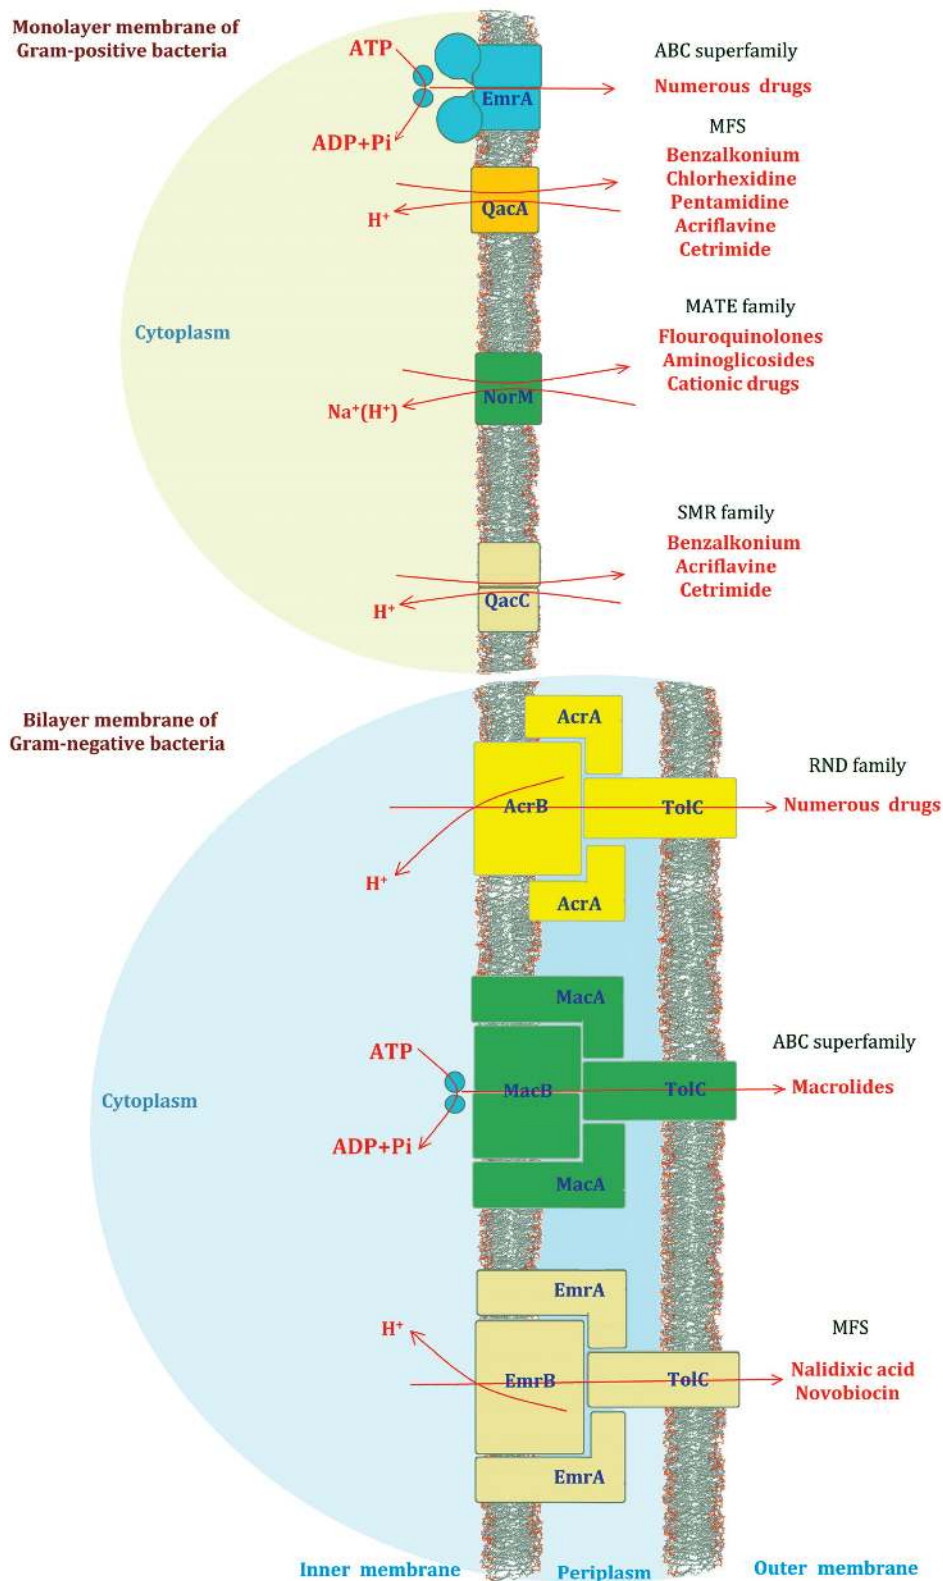 Monolayer membrane of
Gram-positive bacteria
ATP
ADP+Pi
EmrA
ABC superfamily
Numerous drugs
MFS
Benzalkonium
Chlorhexidine
Pentamidine
Acriflavine
Cetrimide
H⁺
QacA
Cytoplasm
MATE family
Flouroquinolones
Aminoglicosides
Cationic drugs
Na⁺(H⁺)
NorM
SMR family
Benzalkonium
Acriflavine
Cetrimide
H⁺
QacC
Bilayer membrane of
Gram-negative bacteria
AcrA
AcrB
TolC
RND family
Numerous drugs
H⁺
AcrA
MacA
ATP
ADP+Pi
MacB
TolC
ABC superfamily
Macrolides
Cytoplasm
MacA
EmrA
H⁺
EmrB
TolC
MFS
Nalidixic acid
Novobiocin
EmrA
Inner membrane
Periplasm
Outer membrane